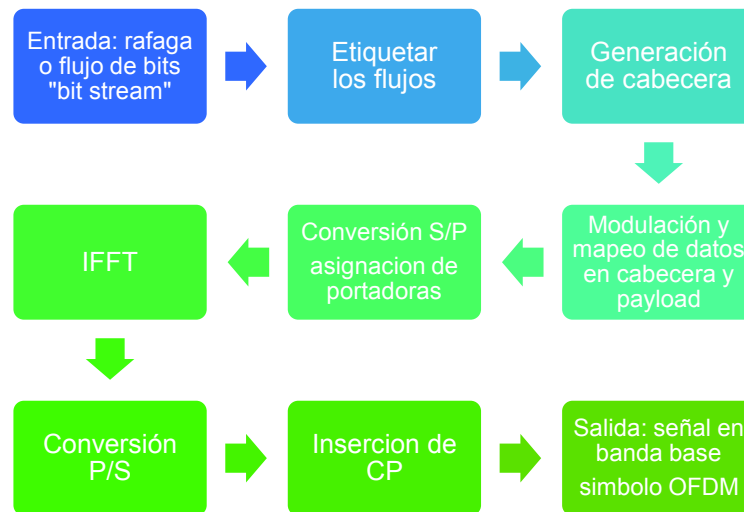 Entrada: rafaga
o flujo de bits
"bit stream"
Etiquetar
los flujos
Generación
de cabecera
Modulación y
mapeo de datos
en cabecera y
payload
Conversión S/P
asignacion de
portadoras
IFFT
Conversión
P/S
Insercion de
CP
Salida: señal en
banda base
simbolo OFDM